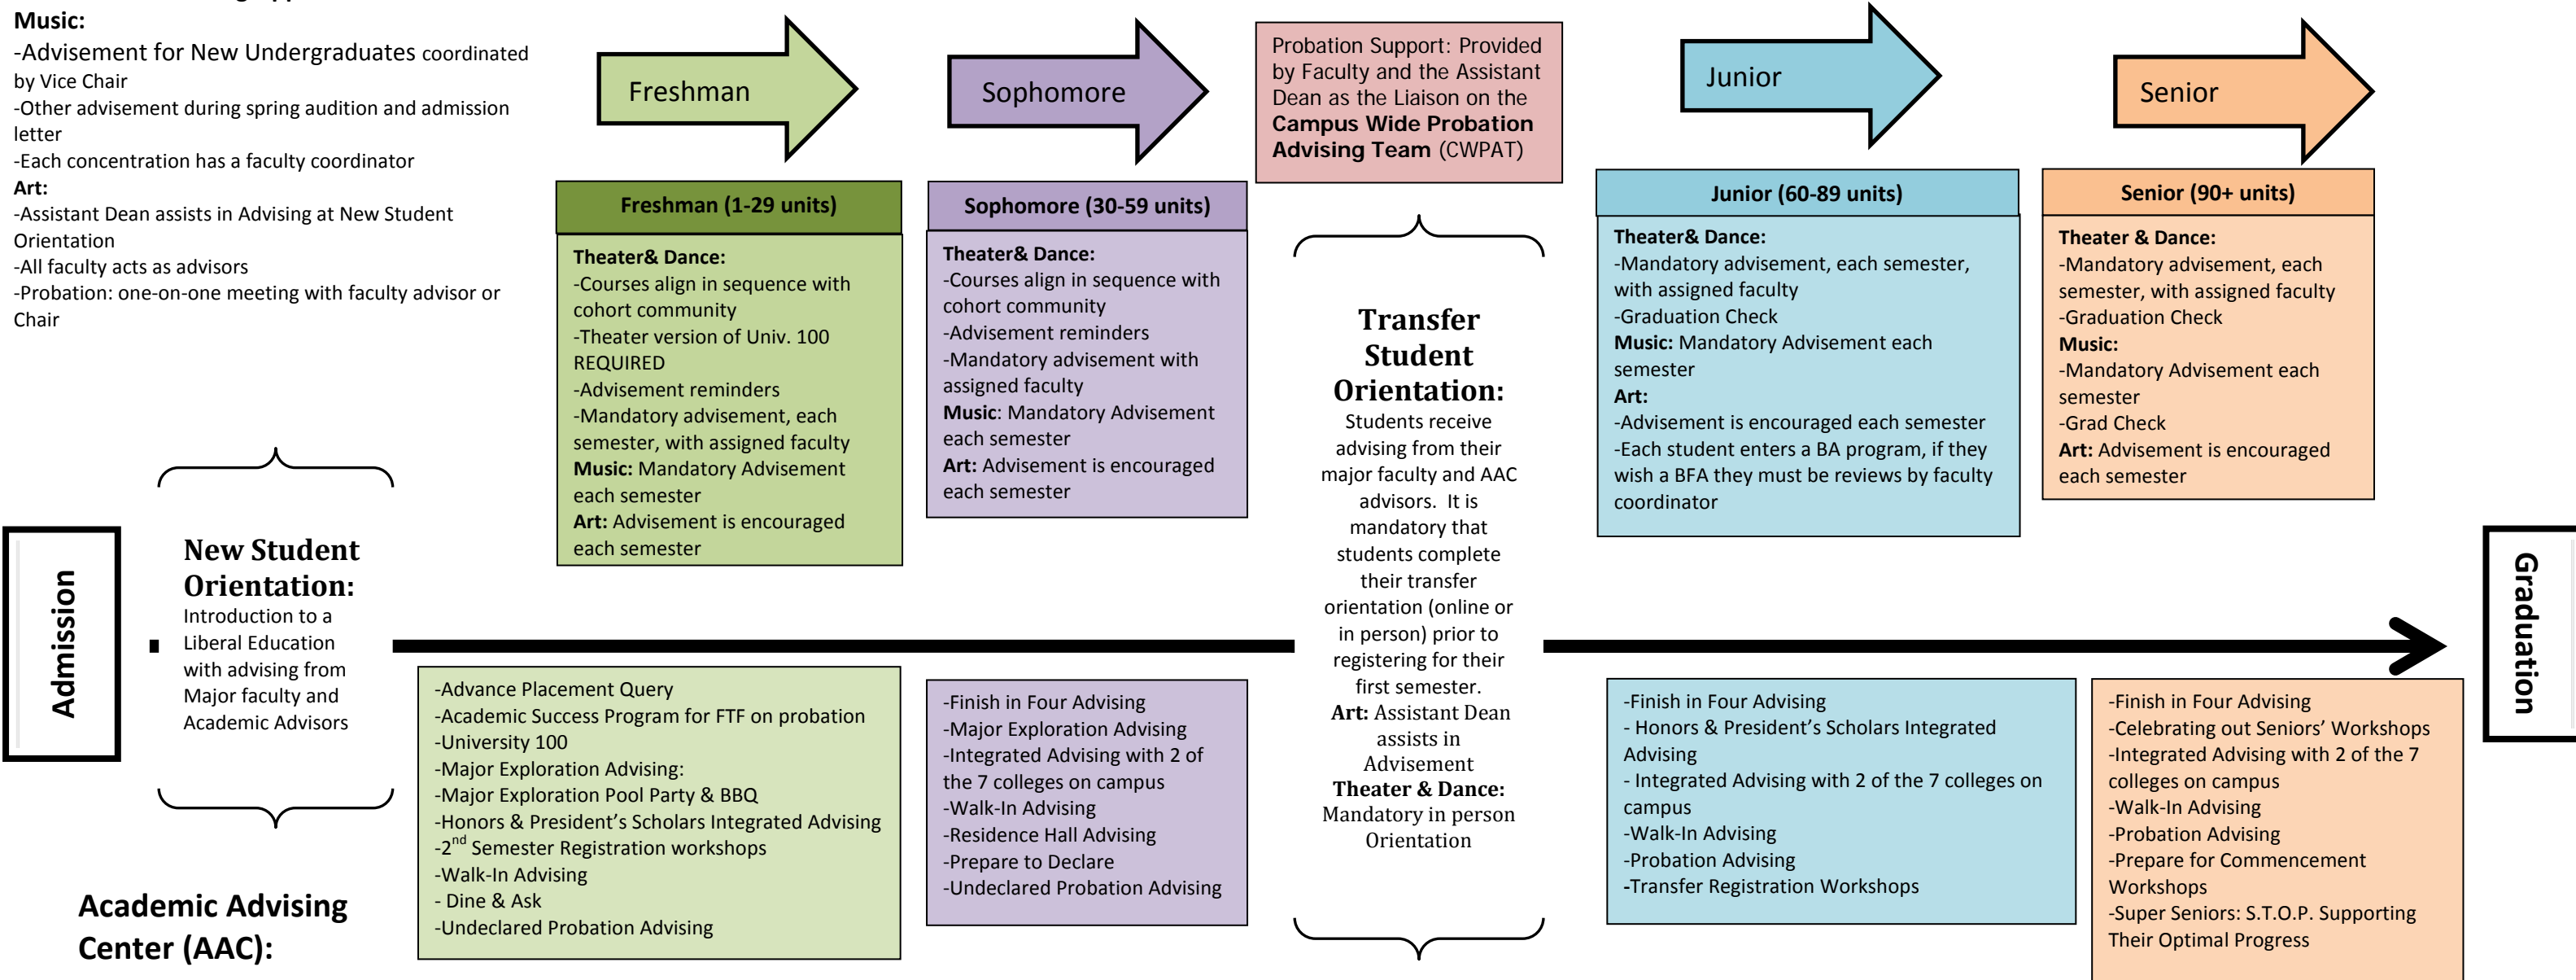 Music:
-Advisement for New Undergraduates coordinated
by Vice Chair
-Other advisement during spring audition and admission
letter
-Each concentration has a faculty coordinator
Art:
-Assistant Dean assists in Advising at New Student
Orientation
-All faculty acts as advisors
-Probation: one-on-one meeting with faculty advisor or
Chair
Freshman
Sophomore
Probation Support: Provided
by Faculty and the Assistant
Dean as the Liaison on the
Campus Wide Probation
Advising Team (CWPAT)
Junior
Senior
Freshman (1-29 units)
Theater& Dance:
-Courses align in sequence with
cohort community
-Theater version of Univ. 100
REQUIRED
-Advisement reminders
-Mandatory advisement, each
semester, with assigned faculty
Music: Mandatory Advisement
each semester
Art: Advisement is encouraged
each semester
Sophomore (30-59 units)
Theater& Dance:
-Courses align in sequence with
cohort community
-Advisement reminders
-Mandatory advisement with
assigned faculty
Music: Mandatory Advisement
each semester
Art: Advisement is encouraged
each semester
Junior (60-89 units)
Theater& Dance:
-Mandatory advisement, each semester,
with assigned faculty
-Graduation Check
Music: Mandatory Advisement each
semester
Art:
-Advisement is encouraged each semester
-Each student enters a BA program, if they
wish a BFA they must be reviews by faculty
coordinator
Senior (90+ units)
Theater & Dance:
-Mandatory advisement, each
semester, with assigned faculty
-Graduation Check
Music:
-Mandatory Advisement each
semester
-Grad Check
Art: Advisement is encouraged
each semester
Admission
New Student
Orientation:
Introduction to a
Liberal Education
with advising from
Major faculty and
Academic Advisors
Transfer
Student
Orientation:
Students receive
advising from their
major faculty and AAC
advisors. It is
mandatory that
students complete
their transfer
orientation (online or
in person) prior to
registering for their
first semester.
Art: Assistant Dean
assists in
Advisement
Theater & Dance:
Mandatory in person
Orientation
Graduation
Academic Advising
Center (AAC):
-Advance Placement Query
-Academic Success Program for FTF on probation
-University 100
-Major Exploration Advising:
-Major Exploration Pool Party & BBQ
-Honors & President’s Scholars Integrated Advising
-2nd Semester Registration workshops
-Walk-In Advising
- Dine & Ask
-Undeclared Probation Advising
-Finish in Four Advising
-Major Exploration Advising
-Integrated Advising with 2 of
the 7 colleges on campus
-Walk-In Advising
-Residence Hall Advising
-Prepare to Declare
-Undeclared Probation Advising
-Finish in Four Advising
- Honors & President’s Scholars Integrated
Advising
- Integrated Advising with 2 of the 7 colleges on
campus
-Walk-In Advising
-Probation Advising
-Transfer Registration Workshops
-Finish in Four Advising
-Celebrating out Seniors’ Workshops
-Integrated Advising with 2 of the 7
colleges on campus
-Walk-In Advising
-Probation Advising
-Prepare for Commencement
Workshops
-Super Seniors: S.T.O.P. Supporting
Their Optimal Progress